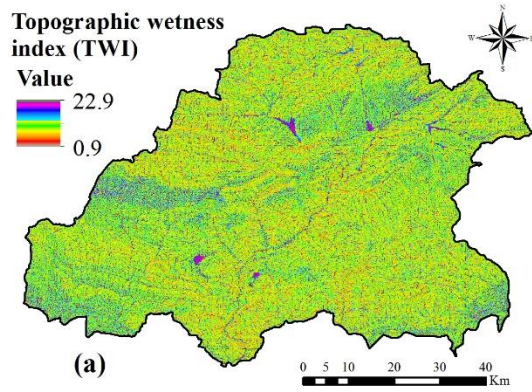 Topographic wetness
index (TWI)
Value
22.9
0.9
N
W
E
S
(a)
0 5 10 20 30 40
Km